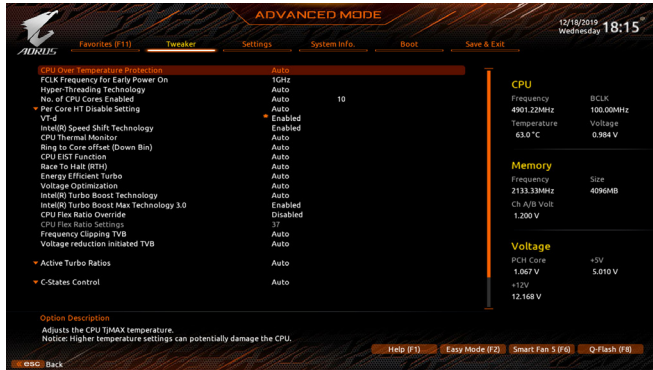 ADVANCED MODE
12/18/2019
Wednesday 18:15
AORUS
Favorites (F11) Tweaker Settings System Info. Boot Save & Exit
CPU Over Temperature Protection Auto
FCLK Frequency for Early Power On 1GHz
Hyper-Threading Technology Auto
No. of CPU Cores Enabled Auto 10
Per Core HT Disable Setting Auto
VT-d * Enabled
Intel(R) Speed Shift Technology Enabled
CPU Thermal Monitor Auto
Ring to Core offset (Down Bin) Auto
CPU EIST Function Auto
Race To Halt (RTH) Auto
Energy Efficient Turbo Auto
Voltage Optimization Auto
Intel(R) Turbo Boost Technology Auto
Intel(R) Turbo Boost Max Technology 3.0 Enabled
CPU Flex Ratio Override Disabled
CPU Flex Ratio Settings 37
Frequency Clipping TVB Auto
Voltage reduction initiated TVB Auto
Active Turbo Ratios Auto
C-States Control Auto
CPU
Frequency BCLK
4901.22MHz 100.00MHz
Temperature Voltage
63.0 °C 0.984 V
Memory
Frequency Size
2133.33MHz 4096MB
Ch A/B Volt
1.200 V
Voltage
PCH Core +5V
1.067 V 5.010 V
+12V
12.168 V
Option Description
Adjusts the CPU TjMAX temperature.
Notice: Higher temperature settings can potentially damage the CPU.
Help (F1) Easy Mode (F2) Smart Fan 5 (F6) Q-Flash (F8)
esc Back